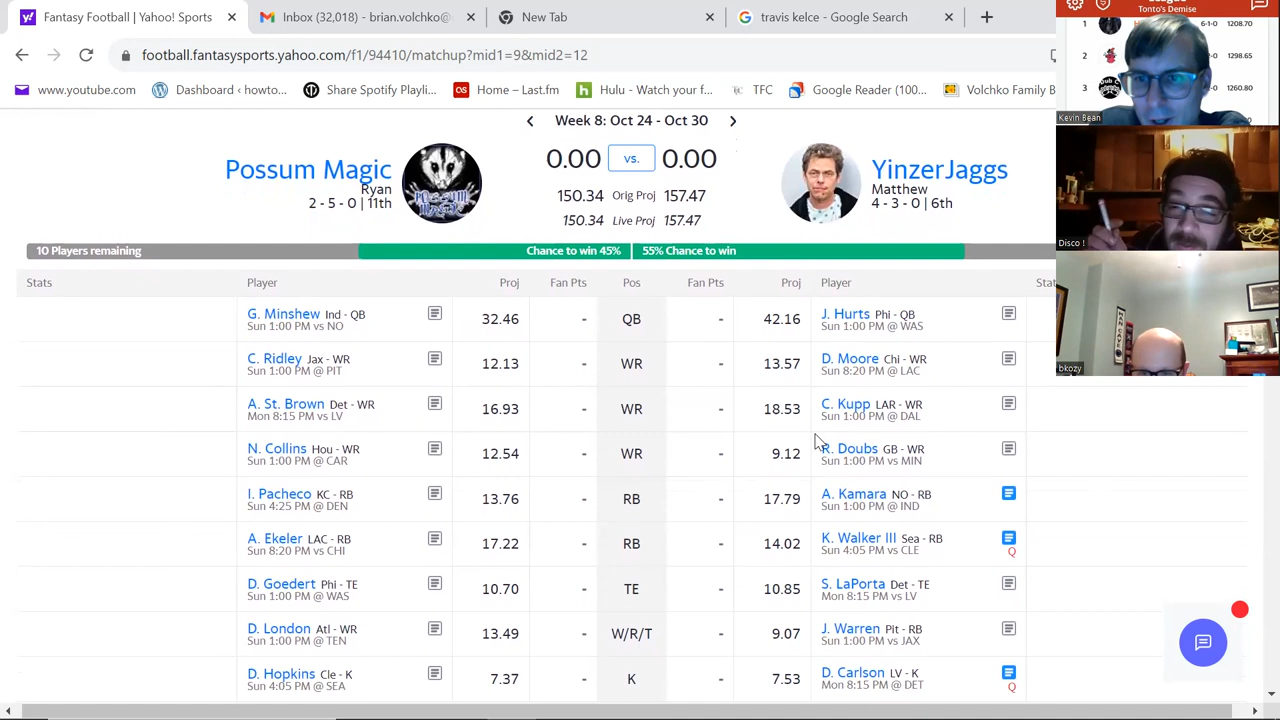 Fantasy Football | Yahoo! Sports
Inbox (32,018) - brian.volchko@
New Tab
travis kelce - Google Search
football.fantasysports.yahoo.com/f1/94410/matchup?mid1=9&mid2=12
www.youtube.com
Dashboard ‹ howto...
Share Spotify Pyli...
Home – Last.fm
Hulu - Watch your f...
TFC
Google Reader (100...
Volchko Family B
Tonto's Demise
1 6-1-0 1208.70
2 1298.65
3 1260.80
Kevin Bean
Disco !
bkozy
Week 8: Oct 24 - Oct 30
Possum Magic
Ryan
2 - 5 - 0 | 11th
0.00 vs. 0.00
150.34 Orig Proj 157.47
150.34 Live Proj 157.47
YinzerJaggs
Matthew
4 - 3 - 0 | 6th
10 Players remaining
Chance to win 45%
55% Chance to win
Stats Player Proj Fan Pts Pos Fan Pts Proj Player Stat
G. Minshew Ind - QB 32.46 - QB - 42.16 J. Hurts Phi - QB
Sun 1:00 PM vs NO Sun 1:00 PM @ WAS
C. Ridley Jax - WR 12.13 - WR - 13.57 D. Moore Chi - WR
Sun 1:00 PM @ PIT Sun 8:20 PM @ LAC
A. St. Brown Det - WR 16.93 - WR - 18.53 C. Kupp LAR - WR
Mon 8:15 PM vs LV Sun 1:00 PM @ DAL
N. Collins Hou - WR 12.54 - WR - 9.12 R. Doubs GB - WR
Sun 1:00 PM @ CAR Sun 1:00 PM vs MIN
I. Pacheco KC - RB 13.76 - RB - 17.79 A. Kamara NO - RB
Sun 4:25 PM @ DEN Sun 1:00 PM @ IND
A. Ekeler LAC - RB 17.22 - RB - 14.02 K. Walker III Sea - RB
Sun 8:20 PM vs CHI Sun 4:05 PM vs CLE Q
D. Goedert Phi - TE 10.70 - TE - 10.85 S. LaPorta Det - TE
Sun 1:00 PM @ WAS Mon 8:15 PM vs LV
D. London Atl - WR 13.49 - W/R/T - 9.07 J. Warren Pit - RB
Sun 1:00 PM @ TEN Sun 1:00 PM vs JAX
D. Hopkins Cle - K 7.37 - K - 7.53 D. Carlson LV - K
Sun 4:05 PM @ SEA Mon 8:15 PM @ DET Q